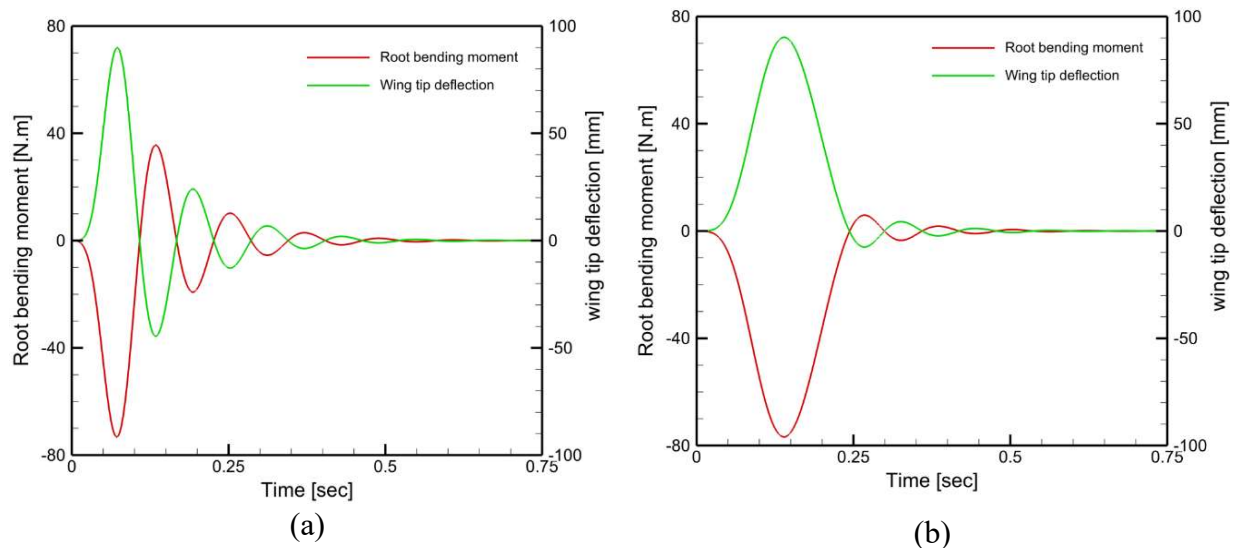 80
40
0
-40
-80
Root bending moment [N.m]
100
50
0
-50
-100
wing tip deflection [mm]
Root bending moment
Wing tip deflection
0
0.25
0.5
0.75
Time [sec]
(a)
80
40
0
-40
-80
Root bending moment [N.m]
100
50
0
-50
-100
wing tip deflection [mm]
Root bending moment
Wing tip deflection
0
0.25
0.5
0.75
Time [sec]
(b)